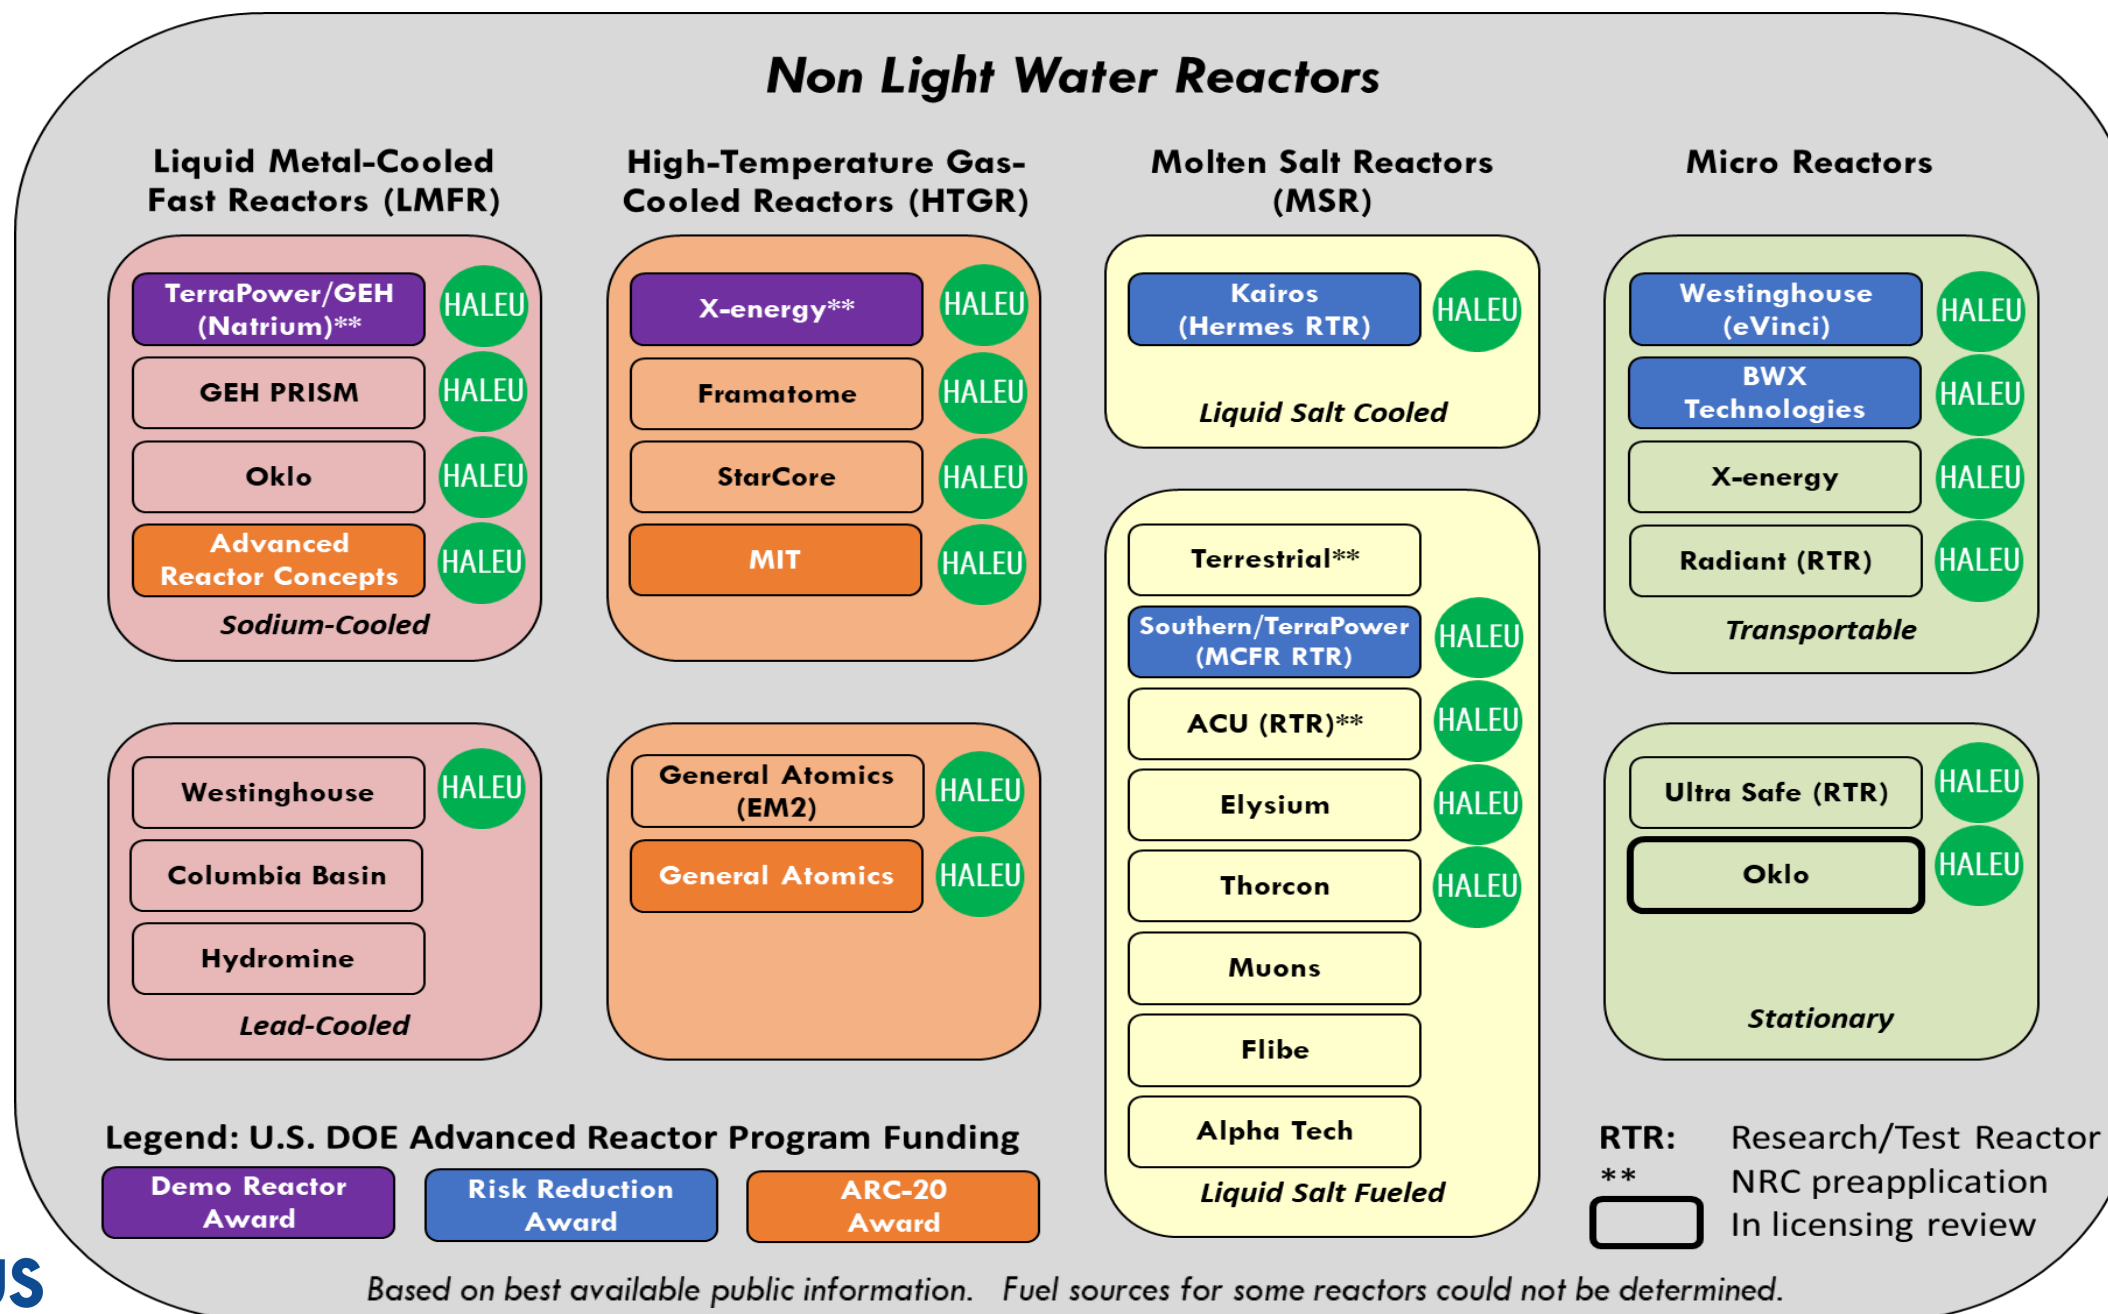 Non Light Water Reactors
Liquid Metal-Cooled
Fast Reactors (LMFR)
TerraPower/GEH
(Natrium)**
HALEU
GEH PRISM
HALEU
Oklo
HALEU
Advanced
Reactor Concepts
HALEU
Sodium-Cooled
Westinghouse
HALEU
Columbia Basin
Hydromine
Lead-Cooled
High-Temperature Gas-
Cooled Reactors (HTGR)
X-energy**
HALEU
Framatome
HALEU
StarCore
HALEU
MIT
HALEU
General Atomics
(EM2)
HALEU
General Atomics
HALEU
Molten Salt Reactors
(MSR)
Kairos
(Hermes RTR)
HALEU
Liquid Salt Cooled
Terrestrial**
Southern/TerraPower
(MCFR RTR)
HALEU
ACU (RTR)**
HALEU
Elysium
HALEU
Thorcon
HALEU
Muons
Flibe
Alpha Tech
Liquid Salt Fueled
Micro Reactors
Westinghouse
(eVinci)
HALEU
BWX
Technologies
HALEU
X-energy
HALEU
Radiant (RTR)
HALEU
Transportable
Ultra Safe (RTR)
HALEU
Oklo
HALEU
Stationary
Legend: U.S. DOE Advanced Reactor Program Funding
Demo Reactor
Award
Risk Reduction
Award
ARC-20
Award
RTR: Research/Test Reactor
** NRC preapplication
In licensing review
Based on best available public information. Fuel sources for some reactors could not be determined.